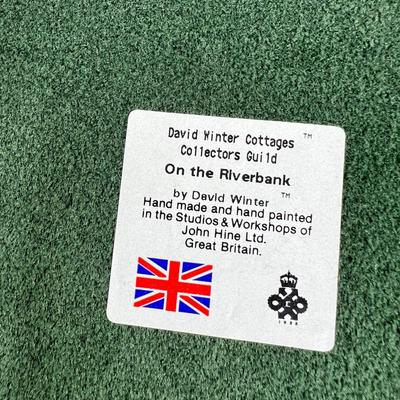 David Winter Cottages ™
Collectors Guild
On the Riverbank
by David Winter ™
Hand made and hand painted
in the Studios & Workshops of
John Hine Ltd.
Great Britain.